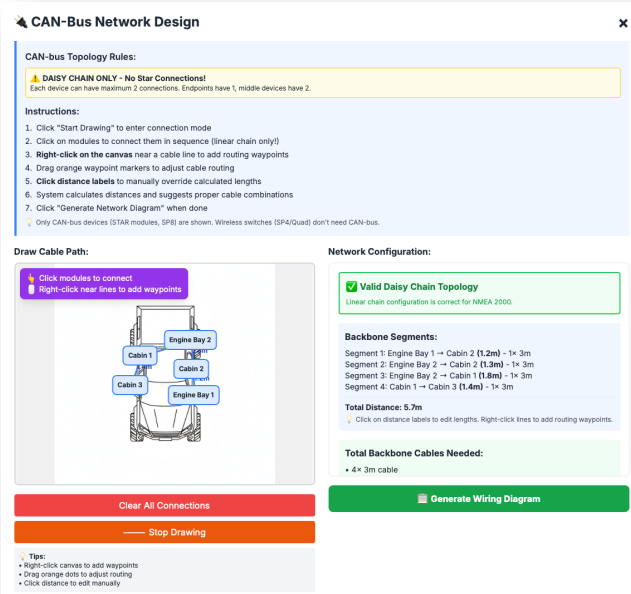 🔌 CAN-Bus Network Design
×
CAN-bus Topology Rules:
⚠️ DAISY CHAIN ONLY - No Star Connections!
Each device can have maximum 2 connections. Endpoints have 1, middle devices have 2.
Instructions:
1. Click "Start Drawing" to enter connection mode
2. Click on modules to connect them in sequence (linear chain only!)
3. Right-click on the canvas near a cable line to add routing waypoints
4. Drag orange waypoint markers to adjust cable routing
5. Click distance labels to manually override calculated lengths
6. System calculates distances and suggests proper cable combinations
7. Click "Generate Network Diagram" when done
💡 Only CAN-bus devices (STAR modules, SP8) are shown. Wireless switches (SP4/Quad) don't need CAN-bus.
Draw Cable Path:
👆 Click modules to connect
🖱️ Right-click near lines to add waypoints
Engine Bay 2
Cabin 1
Cabin 2
Cabin 3
Engine Bay 1
Clear All Connections
—— Stop Drawing
💡 Tips:
• Right-click canvas to add waypoints
• Drag orange dots to adjust routing
• Click distance to edit manually
Network Configuration:
✅ Valid Daisy Chain Topology
Linear chain configuration is correct for NMEA 2000.
Backbone Segments:
Segment 1: Engine Bay 1 → Cabin 2 (1.2m) - 1× 3m
Segment 2: Engine Bay 2 → Cabin 2 (1.3m) - 1× 3m
Segment 3: Engine Bay 2 → Cabin 1 (1.8m) - 1× 3m
Segment 4: Cabin 1 → Cabin 3 (1.4m) - 1× 3m
Total Distance: 5.7m
💡 Click on distance labels to edit lengths. Right-click lines to add routing waypoints.
Total Backbone Cables Needed:
• 4× 3m cable
📋 Generate Wiring Diagram